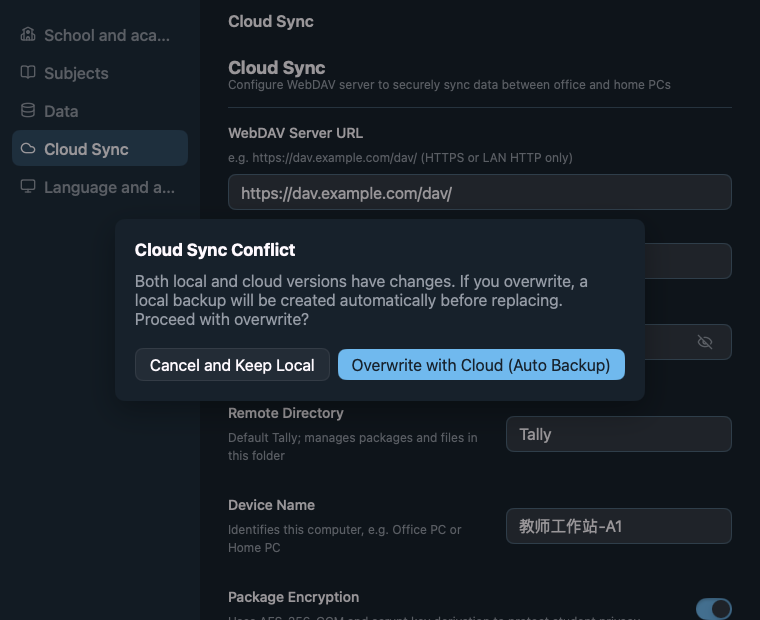 School and aca...
Subjects
Data
Cloud Sync
Language and a...
Cloud Sync
Cloud Sync
Configure WebDAV server to securely sync data between office and home PCs
WebDAV Server URL
e.g. https://dav.example.com/dav/ (HTTPS or LAN HTTP only)
https://dav.example.com/dav/
Cloud Sync Conflict
Both local and cloud versions have changes. If you overwrite, a
local backup will be created automatically before replacing.
Proceed with overwrite?
Cancel and Keep Local
Overwrite with Cloud (Auto Backup)
Remote Directory
Default Tally; manages packages and files in
this folder
Tally
Device Name
Identifies this computer, e.g. Office PC or
Home PC
教师工作站-A1
Package Encryption